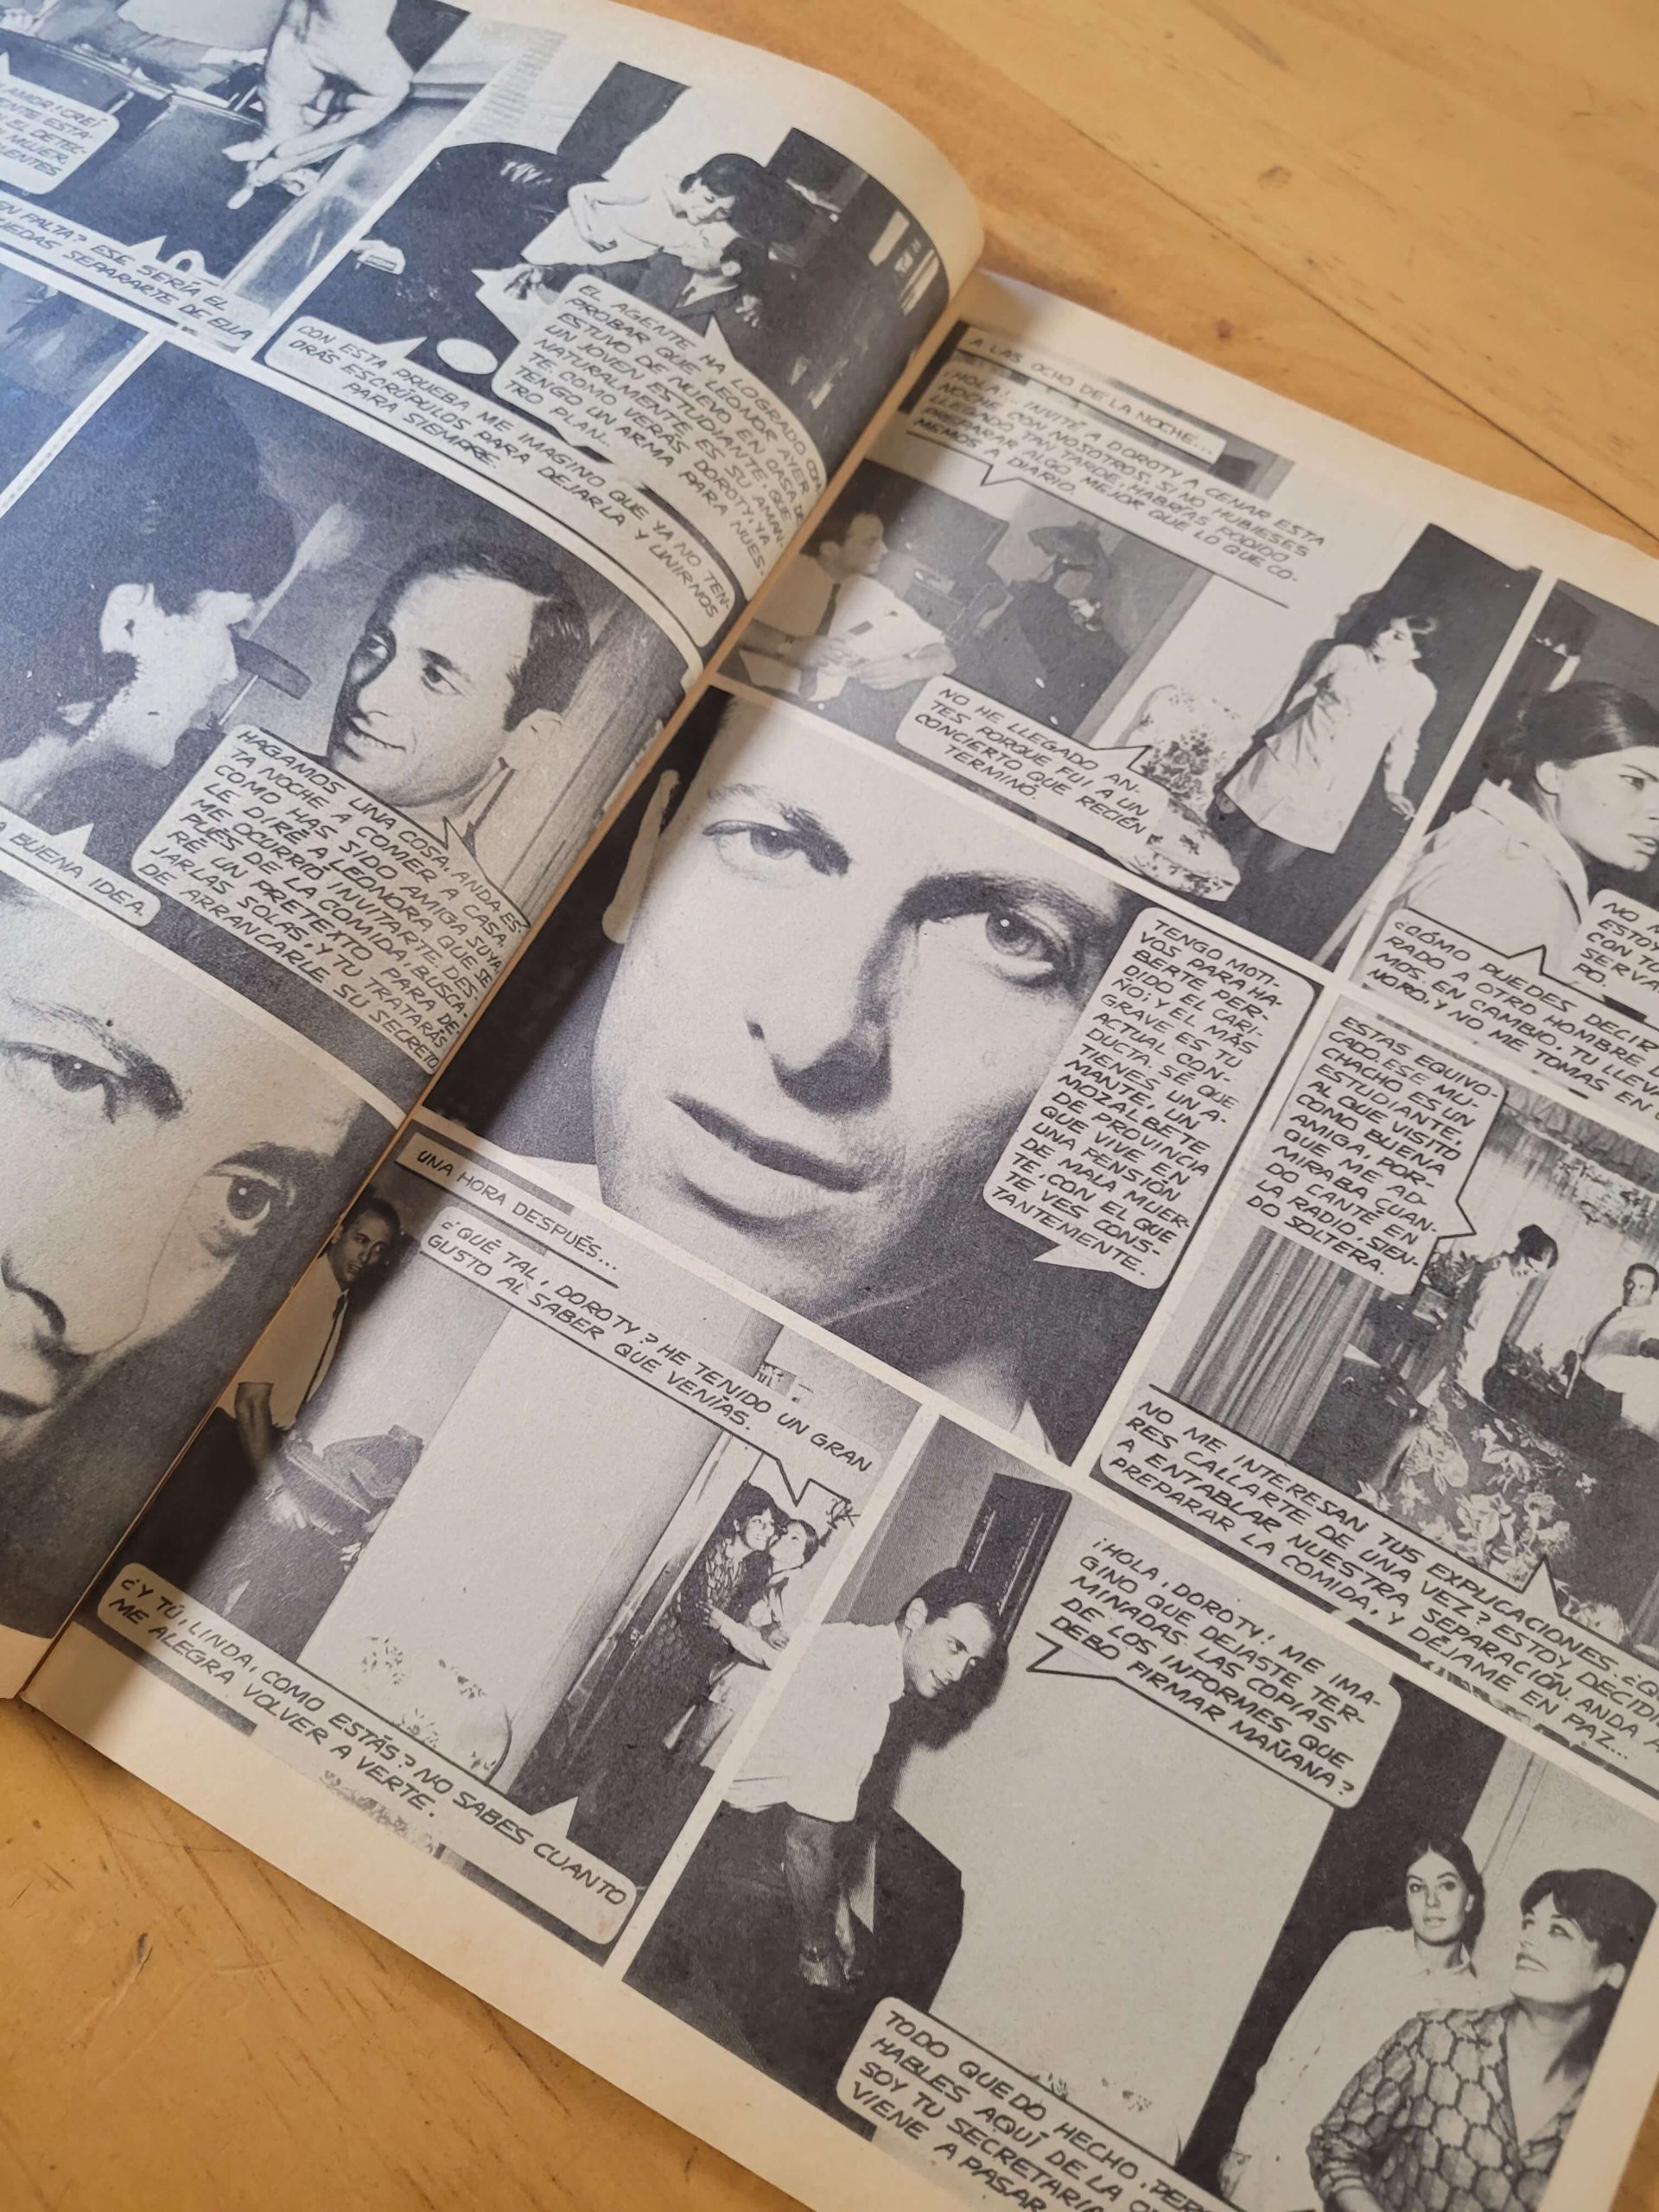 ¡AMOR! CREÍ
ENTE ESTA-
EL DETEC-
MUJER.
EN FALTA? ESE SERÍA EL
PUEDAS SEPARARTE DE ELLA
EL AGENTE HA LOGRADO COM-
PROBAR QUE LEONOR AYER
ESTUVO DE NUEVO EN CASA DE
UN JOVEN ESTUDIANTE, QUE
NATURALMENTE ES SU AMAN-
TE. COMO VERÁS DOROTY, YA
TENGO UN ARMA PARA NUES-
TRO PLAN...
CON ESTA PRUEBA ME IMAGINO QUE YA NO TEN-
DRÁS ESCRÚPULOS PARA DEJARLA Y UNIRNOS
PARA SIEMPRE.
HAGAMOS UNA COSA. ANDA ES-
TA NOCHE A COMER A CASA.
COMO HAS SIDO AMIGA SUYA,
LE DIRÉ A LEONORA QUE SE
ME OCURRIÓ INVITARTE. DES-
PUÉS DE LA COMIDA, BUSCA-
RÉ UN PRETEXTO PARA DE-
JARLAS SOLAS, Y TU TRATARÁS
DE ARRANCARLE SU SECRETO
BUENA IDEA.
A LAS OCHO DE LA NOCHE...
¡HOLA!... INVITÉ A DOROTY A CENAR ESTA
NOCHE CON NOSOTROS. SI NO HUBIESES
LLEGADO TAN TARDE, HABRÍAS PODIDO
PREPARAR ALGO MEJOR QUE LO QUE CO-
MEMOS A DIARIO.
NO HE LLEGADO AN-
TES PORQUE FUI A UN
CONCIERTO QUE RECIÉN
TERMINÓ.
NO
ESTOY
CON TU
SERVA
PO.
¿CÓMO PUEDES DECIR
RADO A OTRO HOMBRE
MOS. EN CAMBIO, TU LLEVA
NORO, Y NO ME TOMAS EN
TENGO MOTI-
VOS PARA HA-
BERTE PER-
DIDO EL CARI-
ÑO; Y EL MÁS
GRAVE ES TU
ACTUAL CON-
DUCTA. SÉ QUE
TIENES UN A-
MANTE, UN
MOZALBETE
DE PROVINCIA
QUE VIVE EN
UNA PENSIÓN
DE MALA MUER-
TE, CON EL QUE
TE VES CONS-
TANTEMENTE.
ESTAS EQUIVO-
CADO. ESE MU-
CHACHO ES UN
ESTUDIANTE,
AL QUE VISITO
COMO BUENA
AMIGA, POR-
QUE ME AD-
MIRABA CUAN-
DO CANTÉ EN
LA RADIO, SIEN-
DO SOLTERA.
NO ME INTERESAN TUS EXPLICACIONES. ¿QU
RES CALLARTE DE UNA VEZ? ESTOY DECIDI
A ENTABLAR NUESTRA SEPARACIÓN. ANDA A
PREPARAR LA COMIDA, Y DÉJAME EN PAZ...
UNA HORA DESPUÉS...
¿QUÉ TAL, DOROTY? HE TENIDO UN GRAN
GUSTO AL SABER QUE VENÍAS.
¿Y TÚ, LINDA, COMO ESTÁS? NO SABES CUANTO
ME ALEGRA VOLVER A VERTE.
¡HOLA, DOROTY! ME IMA-
GINO QUE DEJASTE TER-
MINADAS LAS COPIAS
DE LOS INFORMES QUE
DEBO FIRMAR MAÑANA?
TODO QUEDÓ HECHO. PERO
HABLES AQUÍ DE LA
SOY TU SECRETARIA
VIENE A PASAR